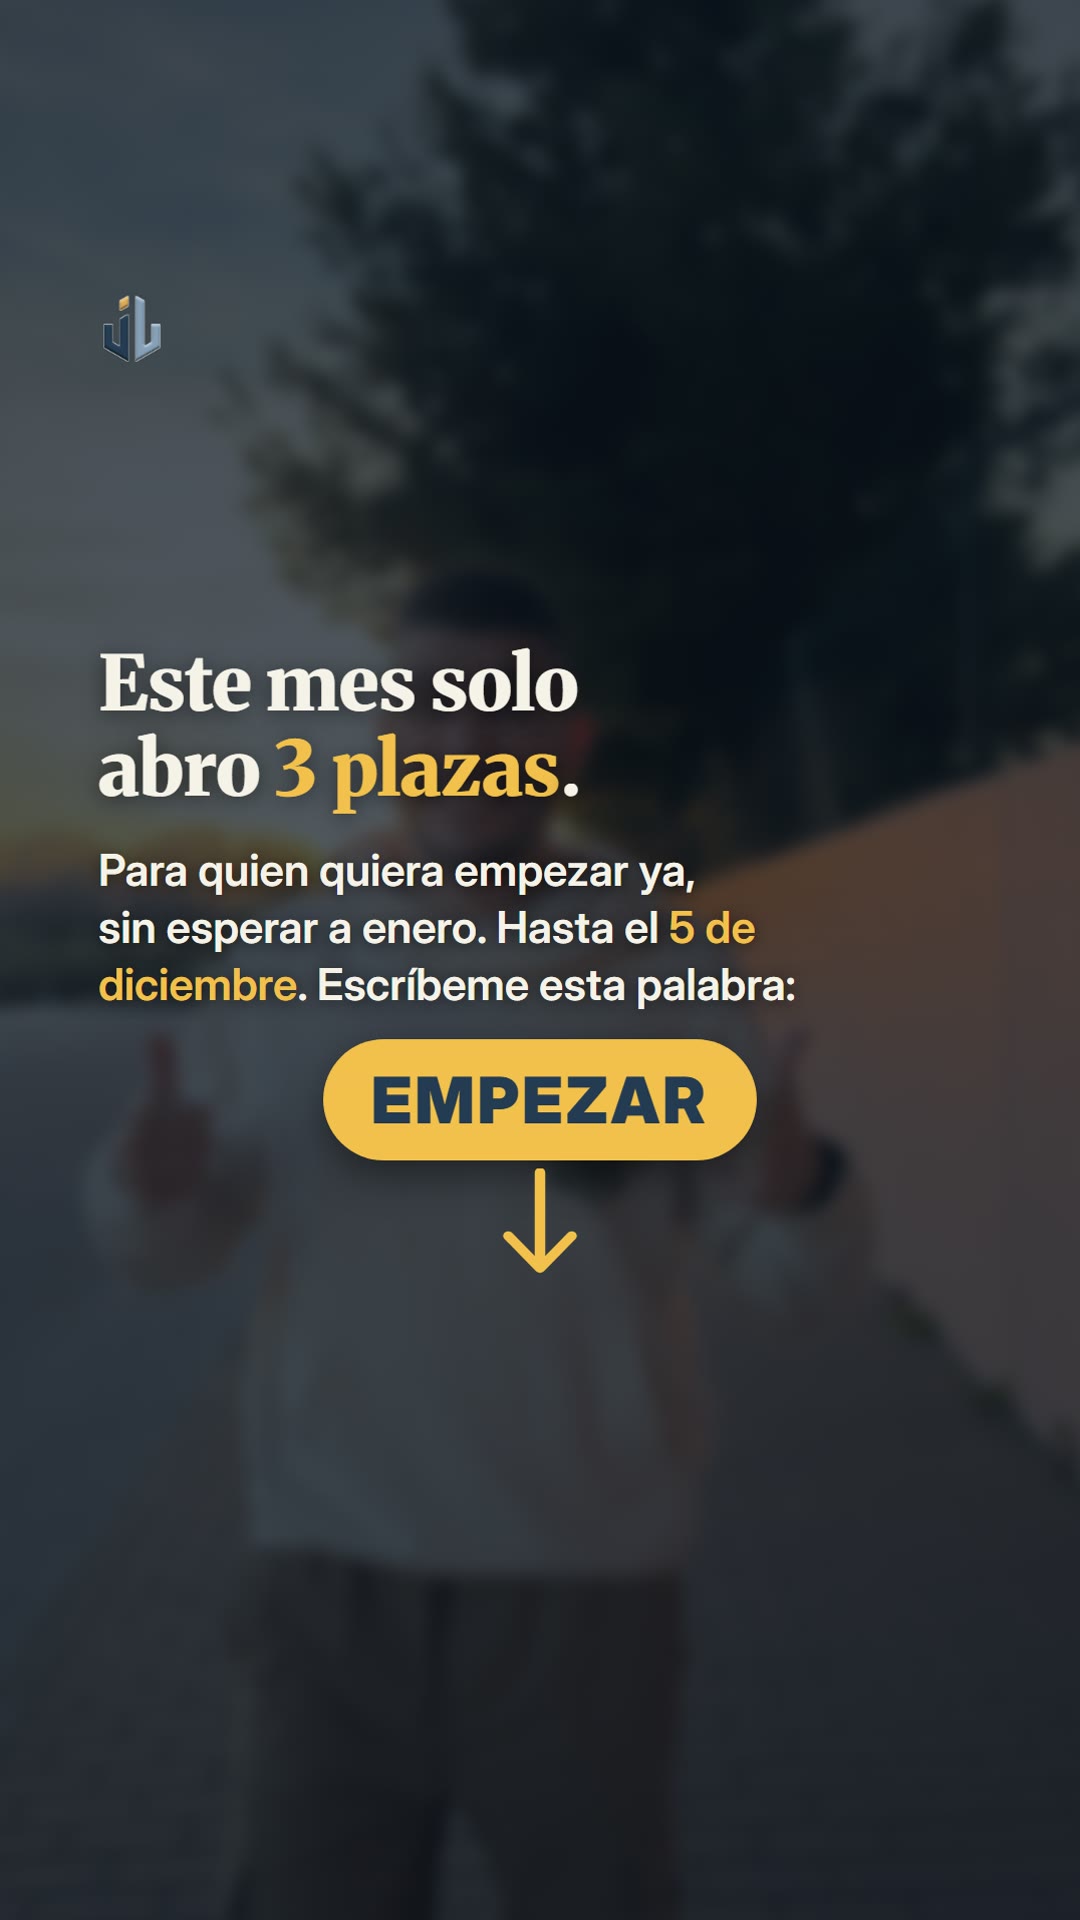 Este mes solo
abro 3 plazas.
Para quien quiera empezar ya,
sin esperar a enero. Hasta el 5 de
diciembre. Escríbeme esta palabra:
EMPEZAR